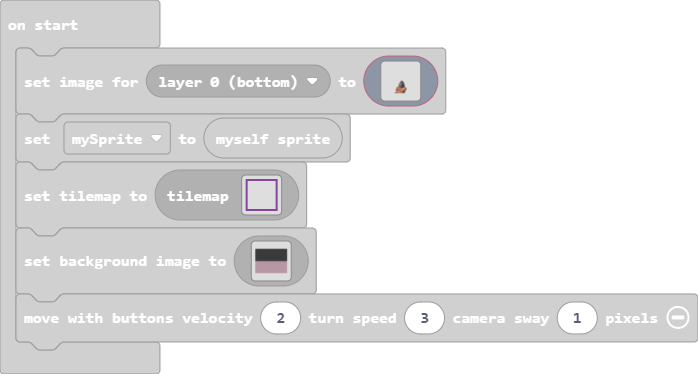 on start
set image for layer 0 (bottom) to
set mySprite to myself sprite
set tilemap to tilemap
set background image to
move with buttons velocity 2 turn speed 3 camera sway 1 pixels